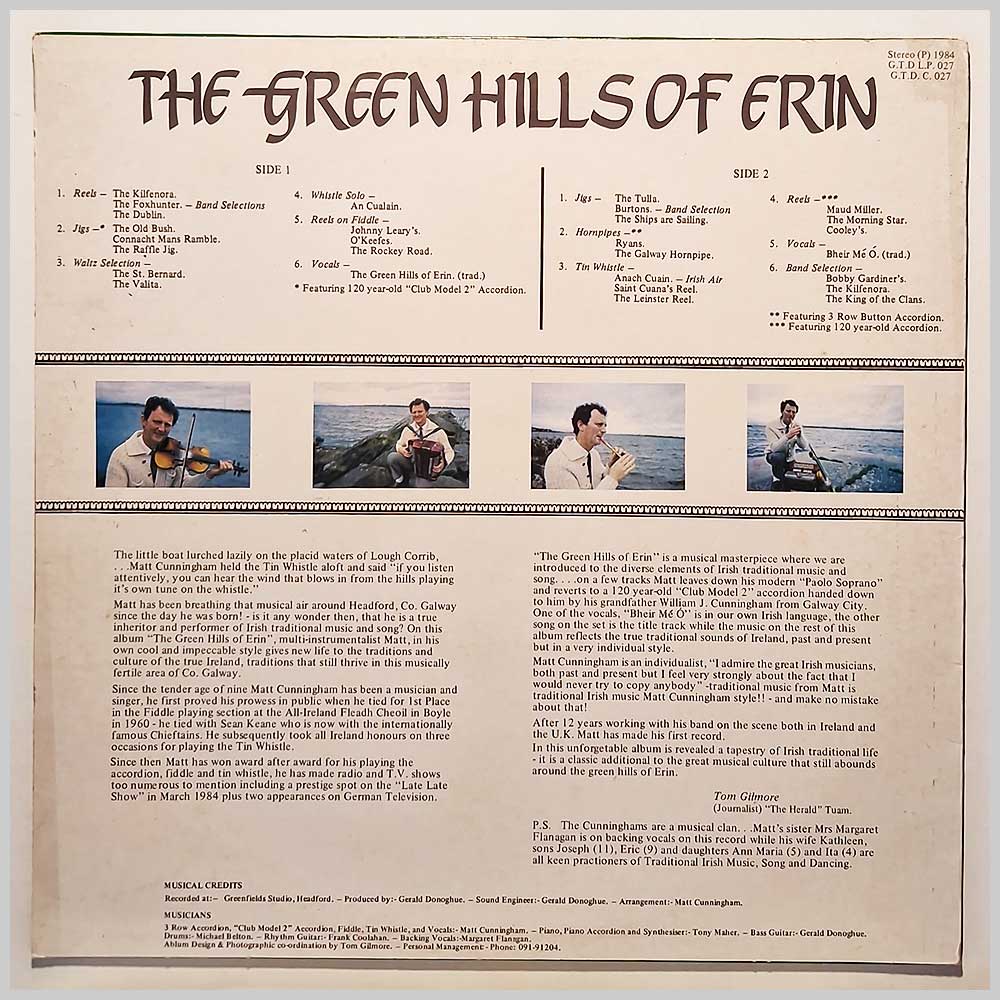 Stereo (P) 1984
G.T.D L.P. 027
G.T.D. C. 027
THE GREEN HILLS OF ERIN
SIDE 1
1. Reels – The Kilfenora.
The Foxhunter. – Band Selections
The Dublin.
2. Jigs –* The Old Bush.
Connacht Mans Ramble.
The Raffle Jig.
3. Waltz Selection –
The St. Bernard.
The Valita.
4. Whistle Solo –
An Cualain.
5. Reels on Fiddle –
Johnny Leary's.
O'Keefes.
The Rockey Road.
6. Vocals –
The Green Hills of Erin. (trad.)
* Featuring 120 year-old "Club Model 2" Accordion.
SIDE 2
1. Jigs – The Tulla.
Burtons. – Band Selection
The Ships are Sailing.
2. Hornpipes –**
Ryans.
The Galway Hornpipe.
3. Tin Whistle –
Anach Cuain. – Irish Air
Saint Cuana's Reel.
The Leinster Reel.
4. Reels –***
Maud Miller.
The Morning Star.
Cooley's.
5. Vocals –
Bheir Mé Ó. (trad.)
6. Band Selection –
Bobby Gardiner's.
The Kilfenora.
The King of the Clans.
** Featuring 3 Row Button Accordion.
*** Featuring 120 year-old Accordion.
The little boat lurched lazily on the placid waters of Lough Corrib,
. . .Matt Cunningham held the Tin Whistle aloft and said "if you listen
attentively, you can hear the wind that blows in from the hills playing
it's own tune on the whistle."
Matt has been breathing that musical air around Headford, Co. Galway
since the day he was born! - is it any wonder then, that he is a true
inheritor and performer of Irish traditional music and song? On this
album "The Green Hills of Erin", multi-instrumentalist Matt, in his
own cool and impeccable style gives new life to the traditions and
culture of the true Ireland, traditions that still thrive in this musically
fertile area of Co. Galway.
Since the tender age of nine Matt Cunningham has been a musician and
singer, he first proved his prowess in public when he tied for 1st Place
in the Fiddle playing section at the All-Ireland Fleadh Cheoil in Boyle
in 1960 - he tied with Sean Keane who is now with the internationally
famous Chieftains. He subsequently took all Ireland honours on three
occasions for playing the Tin Whistle.
Since then Matt has won award after award for his playing the
accordion, fiddle and tin whistle, he has made radio and T.V. shows
too numerous to mention including a prestige spot on the "Late Late
Show" in March 1984 plus two appearances on German Television.
"The Green Hills of Erin" is a musical masterpiece where we are
introduced to the diverse elements of Irish traditional music and
song. . . .on a few tracks Matt leaves down his modern "Paolo Soprano"
and reverts to a 120 year-old "Club Model 2" accordion handed down
to him by his grandfather William J. Cunningham from Galway City.
One of the vocals, "Bheir Mé Ó" is in our own Irish language, the other
song on the set is the title track while the music on the rest of this
album reflects the true traditional sounds of Ireland, past and present
but in a very individual style.
Matt Cunningham is an individualist, "I admire the great Irish musicians,
both past and present but I feel very strongly about the fact that I
would never try to copy anybody" -traditional music from Matt is
traditional Irish music Matt Cunningham style!! - and make no mistake
about that!
After 12 years working with his band on the scene both in Ireland and
the U.K. Matt has made his first record.
In this unforgetable album is revealed a tapestry of Irish traditional life
- it is a classic additional to the great musical culture that still abounds
around the green hills of Erin.
Tom Gilmore
(Journalist) "The Herald" Tuam.
P.S. The Cunninghams are a musical clan. . .Matt's sister Mrs Margaret
Flanagan is on backing vocals on this record while his wife Kathleen,
sons Joseph (11), Eric (9) and daughters Ann Maria (5) and Ita (4) are
all keen practioners of Traditional Irish Music, Song and Dancing.
MUSICAL CREDITS
Recorded at:– Greenfields Studio, Headford. – Produced by:- Gerald Donoghue. – Sound Engineer:- Gerald Donoghue. – Arrangement:- Matt Cunningham.
MUSICIANS
3 Row Accordion, "Club Model 2" Accordion, Fiddle, Tin Whistle, and Vocals:- Matt Cunningham. – Piano, Piano Accordion and Synthesiser:- Tony Maher. – Bass Guitar:- Gerald Donoghue.
Drums:- Michael Belton. – Rhythm Guitar:- Frank Coolahan. – Backing Vocals:-Margaret Flanagan.
Ablum Design & Photographic co-ordination by Tom Gilmore. – Personal Management:- Phone: 091-91204.